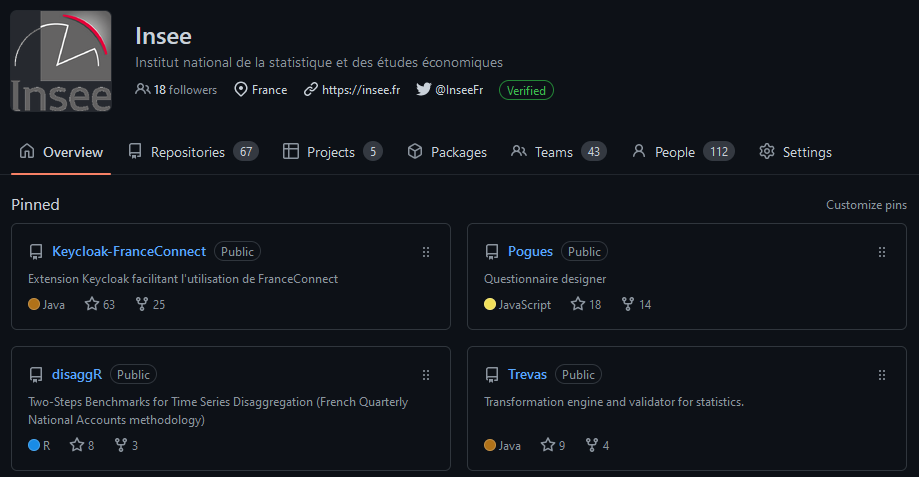 Insee
Insee
Institut national de la statistique et des études économiques
18 followers France https://insee.fr @InseeFr Verified
Overview Repositories 67 Projects 5 Packages Teams 43 People 112 Settings
Pinned Customize pins
Keycloak-FranceConnect Public
Extension Keycloak facilitant l'utilisation de FranceConnect
Java 63 25
Pogues Public
Questionnaire designer
JavaScript 18 14
disaggR Public
Two-Steps Benchmarks for Time Series Disaggregation (French Quarterly
National Accounts methodology)
R 8 3
Trevas Public
Transformation engine and validator for statistics.
Java 9 4